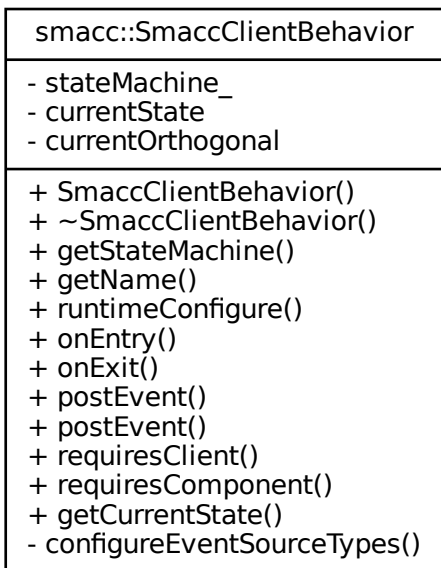 smacc::SmaccClientBehavior
- stateMachine_
- currentState
- currentOrthogonal
+ SmaccClientBehavior()
+ ~SmaccClientBehavior()
+ getStateMachine()
+ getName()
+ runtimeConfigure()
+ onEntry()
+ onExit()
+ postEvent()
+ postEvent()
+ requiresClient()
+ requiresComponent()
+ getCurrentState()
- configureEventSourceTypes()